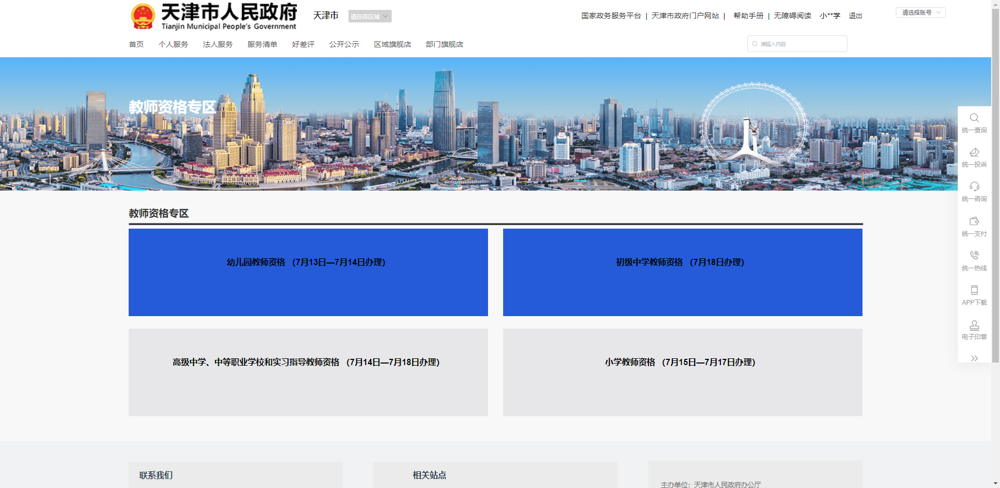 天津市人民政府
Tianjin Municipal People's Government
天津市
请选择区域
国家政务服务平台 | 天津市政府门户网站 | 帮助手册 | 无障碍阅读 小**学 退出
请选择账号
首页 个人服务 法人服务 服务清单 好差评 公开公示 区域旗舰店 部门旗舰店
请输入内容
教师资格专区
统一查询
统一投诉
统一咨询
统一支付
统一热线
APP下载
电子印章
教师资格专区
幼儿园教师资格 （7月13日—7月14日办理）
初级中学教师资格 （7月18日办理）
高级中学、中等职业学校和实习指导教师资格 （7月14日—7月18日办理）
小学教师资格 （7月15日—7月17日办理）
联系我们
相关站点
主办单位：天津市人民政府办公厅